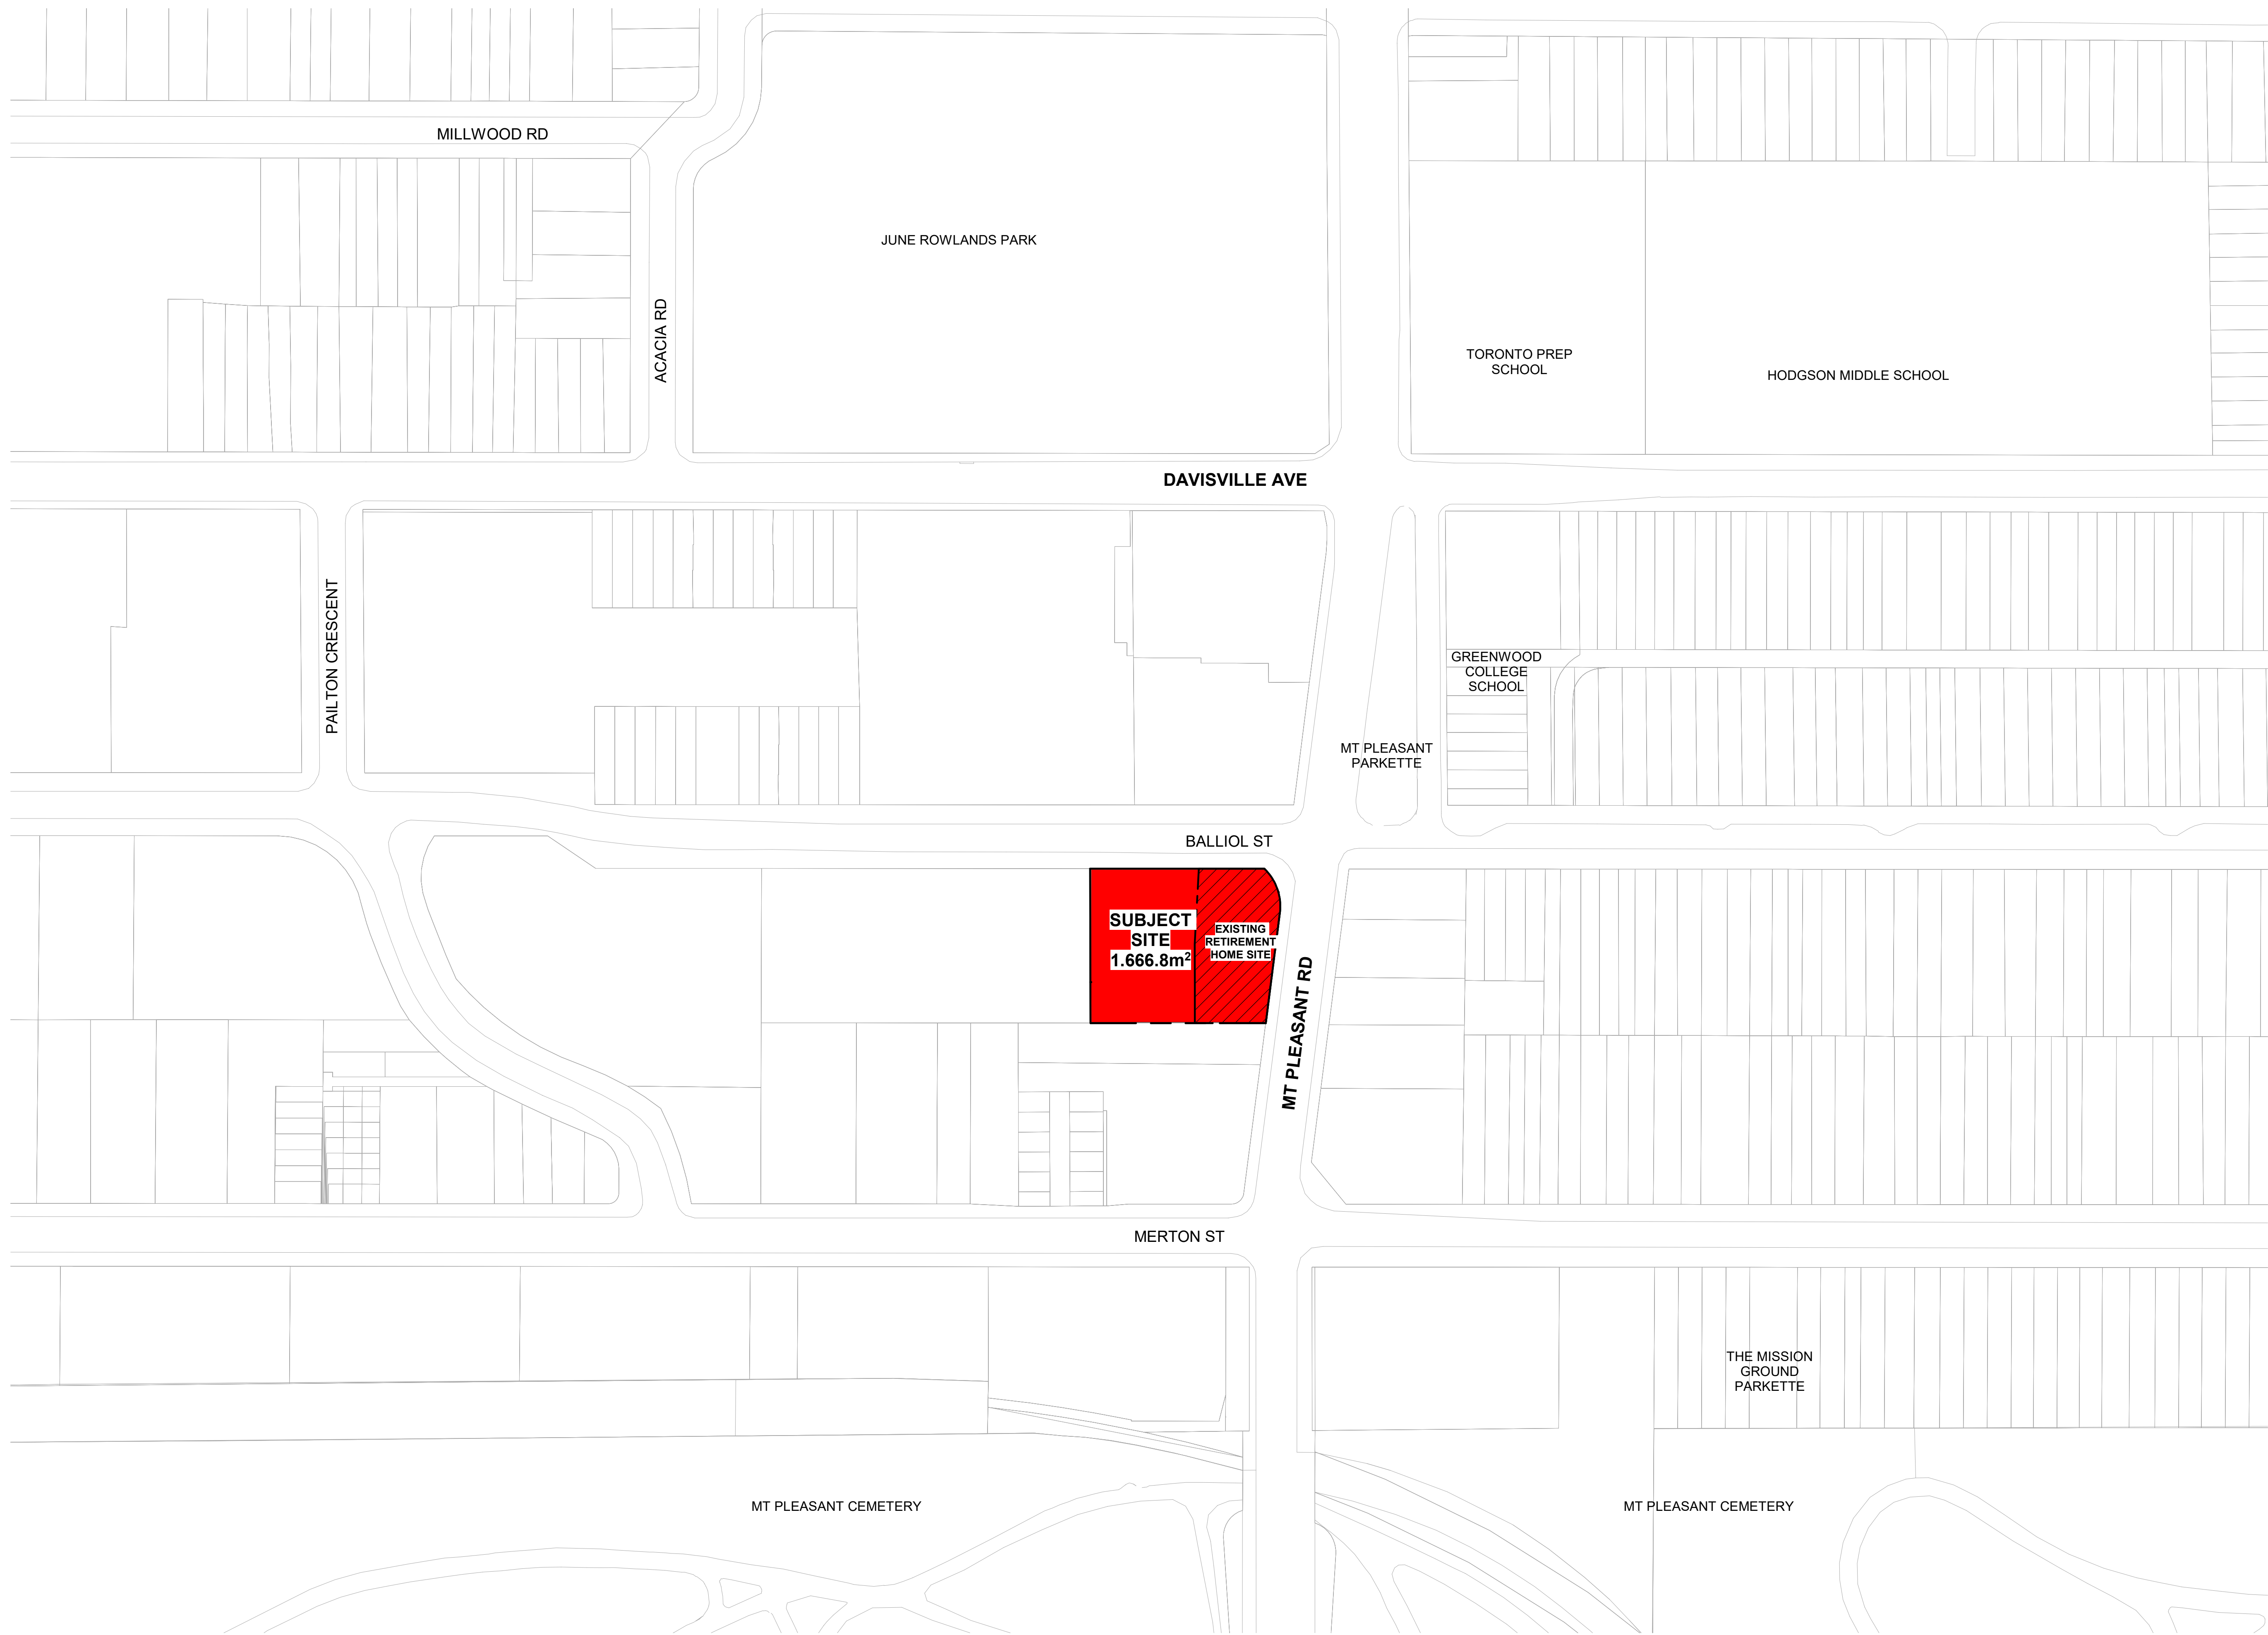 MILLWOOD RD
JUNE ROWLANDS PARK
ACACIA RD
TORONTO PREP
SCHOOL
HODGSON MIDDLE SCHOOL
DAVISVILLE AVE
PAILTON CRESCENT
GREENWOOD
COLLEGE
SCHOOL
MT PLEASANT
PARKETTE
BALLIOL ST
SUBJECT
SITE
1.666.8m²
EXISTING
RETIREMENT
HOME SITE
MT PLEASANT RD
MERTON ST
THE MISSION
GROUND
PARKETTE
MT PLEASANT CEMETERY
MT PLEASANT CEMETERY